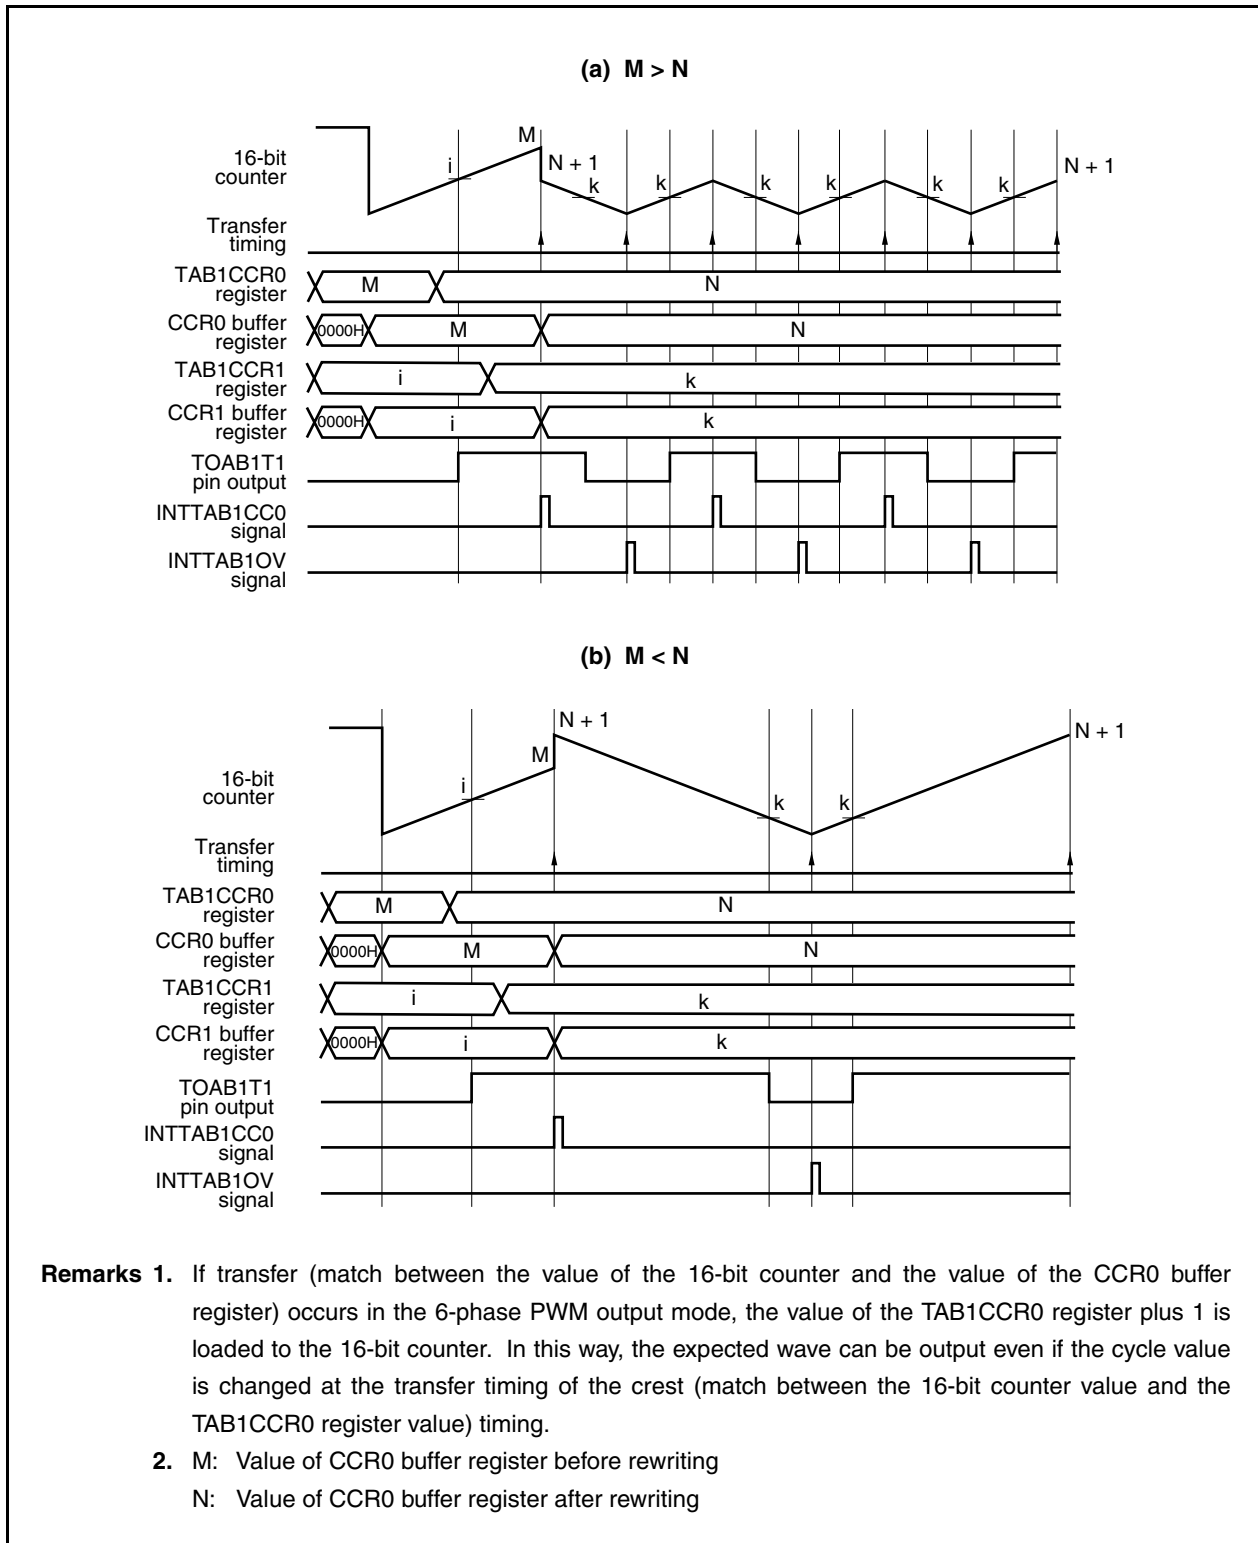 (a) M > N
M
i
N + 1
k
k
k
k
k
k
N + 1
16-bit
counter
Transfer
timing
TAB1CCR0
register
M
N
CCR0 buffer
register
0000H
M
N
TAB1CCR1
register
i
k
CCR1 buffer
register
0000H
i
k
TOAB1T1
pin output
INTTAB1CC0
signal
INTTAB1OV
signal
(b) M < N
N + 1
N + 1
M
i
k
k
16-bit
counter
Transfer
timing
TAB1CCR0
register
M
N
CCR0 buffer
register
0000H
M
N
TAB1CCR1
register
i
k
CCR1 buffer
register
0000H
i
k
TOAB1T1
pin output
INTTAB1CC0
signal
INTTAB1OV
signal
Remarks 1. If transfer (match between the value of the 16-bit counter and the value of the CCR0 buffer
register) occurs in the 6-phase PWM output mode, the value of the TAB1CCR0 register plus 1 is
loaded to the 16-bit counter. In this way, the expected wave can be output even if the cycle value
is changed at the transfer timing of the crest (match between the 16-bit counter value and the
TAB1CCR0 register value) timing.
2. M: Value of CCR0 buffer register before rewriting
N: Value of CCR0 buffer register after rewriting